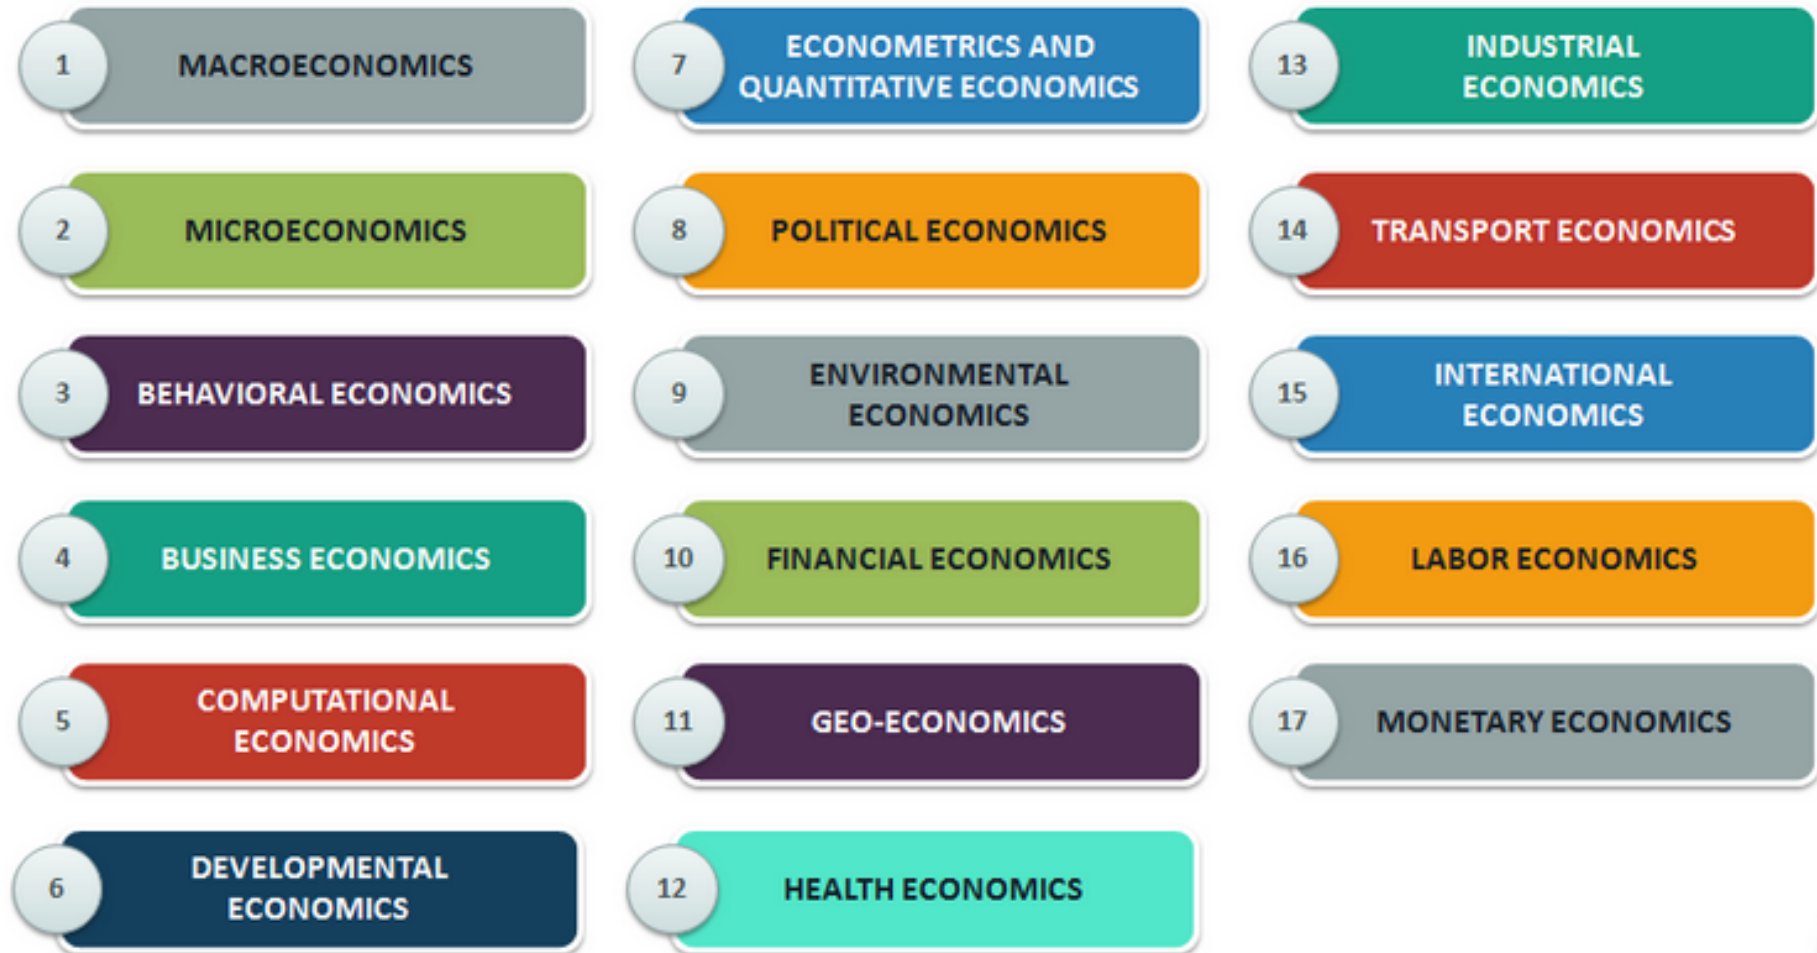 1
MACROECONOMICS
2
MICROECONOMICS
3
BEHAVIORAL ECONOMICS
4
BUSINESS ECONOMICS
5
COMPUTATIONAL
ECONOMICS
6
DEVELOPMENTAL
ECONOMICS
7
ECONOMETRICS AND
QUANTITATIVE ECONOMICS
8
POLITICAL ECONOMICS
9
ENVIRONMENTAL
ECONOMICS
10
FINANCIAL ECONOMICS
11
GEO-ECONOMICS
12
HEALTH ECONOMICS
13
INDUSTRIAL
ECONOMICS
14
TRANSPORT ECONOMICS
15
INTERNATIONAL
ECONOMICS
16
LABOR ECONOMICS
17
MONETARY ECONOMICS